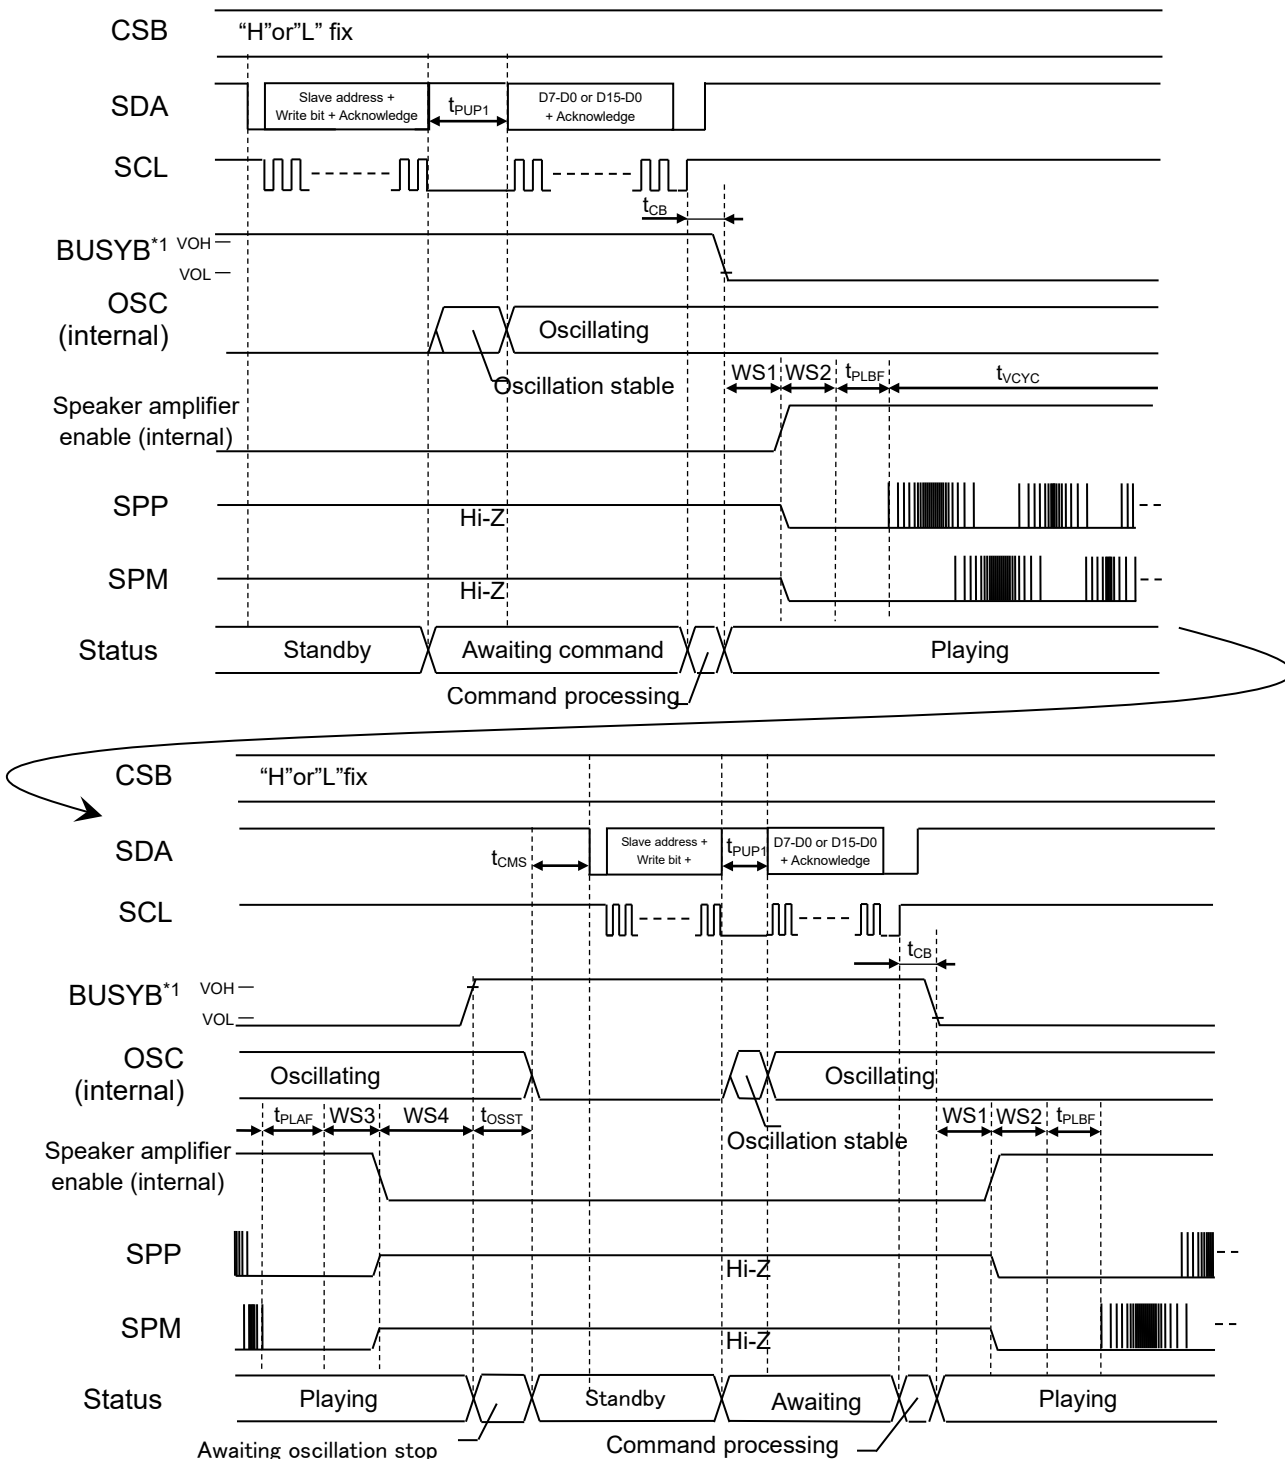 CSB "H"or"L" fix
SDA
Slave address +
Write bit + Acknowledge
tPUP1
D7-D0 or D15-D0
+ Acknowledge
SCL
tCB
BUSYB*1 VOH
VOL
OSC
(internal)
Oscillating
Oscillation stable
WS1 WS2 tPLBF tVCYC
Speaker amplifier
enable (internal)
SPP
Hi-Z
SPM
Hi-Z
Status Standby Awaiting command Playing
Command processing
CSB "H"or"L"fix
SDA
tCMS
Slave address +
Write bit +
tPUP1
D7-D0 or D15-D0
+ Acknowledge
SCL
tCB
BUSYB*1 VOH
VOL
OSC
(internal)
Oscillating Oscillating
Oscillation stable
tPLAF WS3 WS4 tOSST WS1 WS2 tPLBF
Speaker amplifier
enable (internal)
SPP
Hi-Z
SPM
Hi-Z
Status Playing Standby Awaiting Playing
Awaiting oscillation stop Command processing